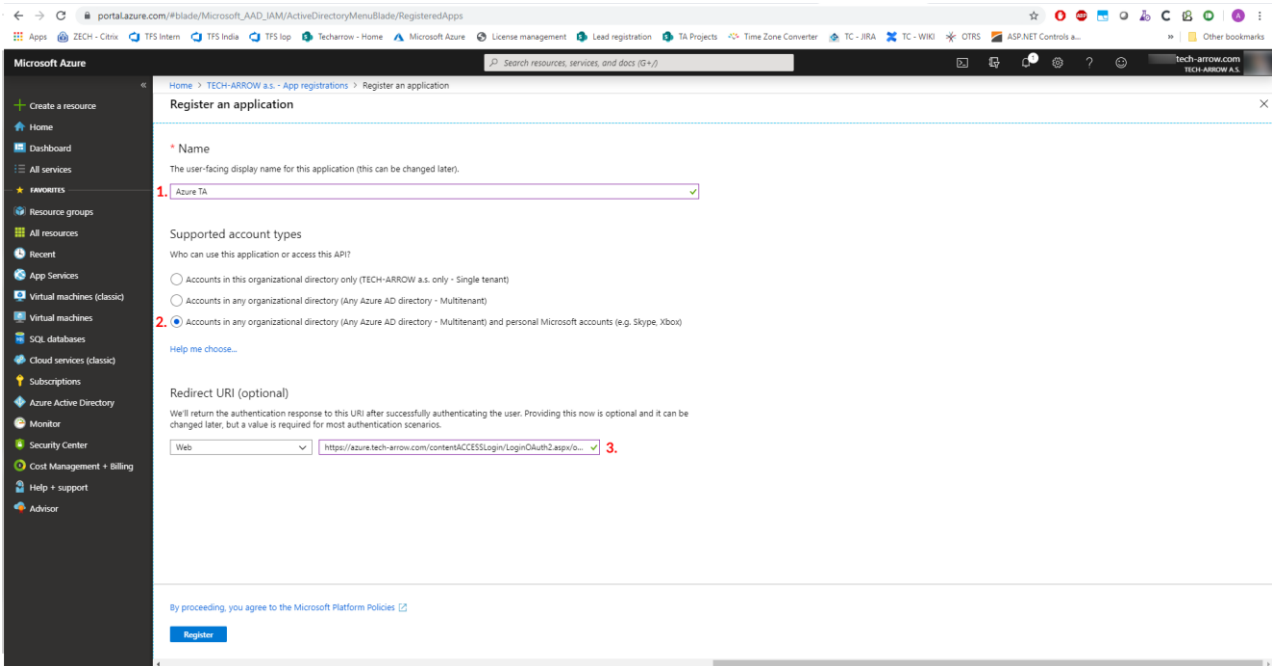 portal.azure.com/#blade/Microsoft_AAD_IAM/ActiveDirectoryMenuBlade/RegisteredApps
Apps ZECH - Citrix TFS Intern TFS India TFS Iop Techarrow - Home Microsoft Azure License management Lead registration TA Projects Time Zone Converter TC - JIRA TC - WIKI OTRS ASP.NET Controls a... » Other bookmarks
Microsoft Azure
Search resources, services, and docs (G+/)
1
tech-arrow.com
TECH-ARROW A.S.
«
Create a resource
Home
Dashboard
All services
FAVORITES
Resource groups
All resources
Recent
App Services
Virtual machines (classic)
Virtual machines
SQL databases
Cloud services (classic)
Subscriptions
Azure Active Directory
Monitor
Security Center
Cost Management + Billing
Help + support
Advisor
Home > TECH-ARROW a.s. - App registrations > Register an application
Register an application
* Name
The user-facing display name for this application (this can be changed later).
1. Azure TA
Supported account types
Who can use this application or access this API?
Accounts in this organizational directory only (TECH-ARROW a.s. only - Single tenant)
Accounts in any organizational directory (Any Azure AD directory - Multitenant)
2. Accounts in any organizational directory (Any Azure AD directory - Multitenant) and personal Microsoft accounts (e.g. Skype, Xbox)
Help me choose...
Redirect URI (optional)
We'll return the authentication response to this URI after successfully authenticating the user. Providing this now is optional and it can be
changed later, but a value is required for most authentication scenarios.
Web https://azure.tech-arrow.com/contentACCESSLogin/LoginOAuth2.aspx/o... 3.
By proceeding, you agree to the Microsoft Platform Policies
Register